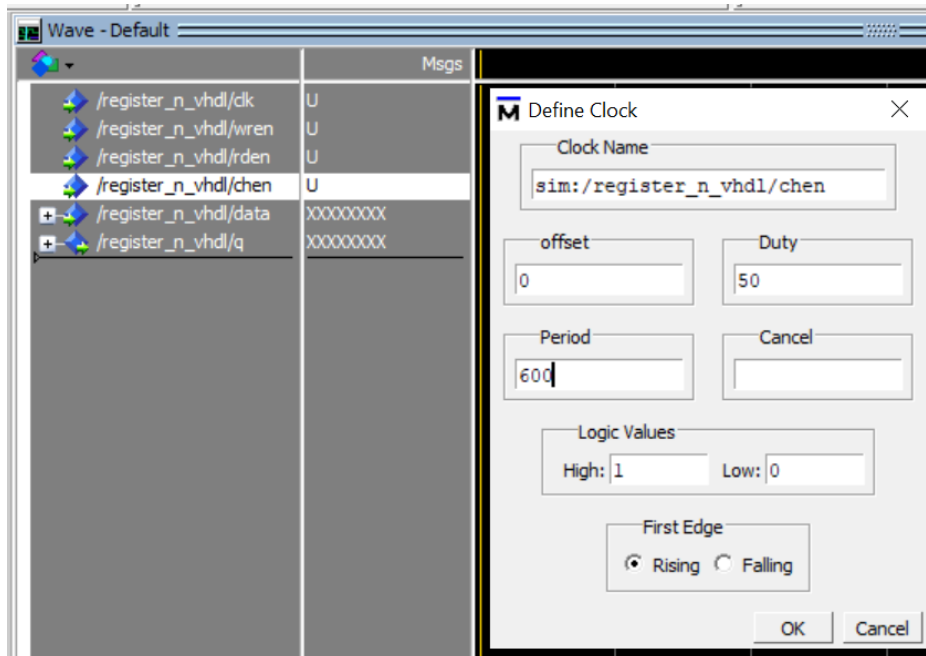 Wave - Default
Msgs
/register_n_vhdl/clk U
/register_n_vhdl/wren U
/register_n_vhdl/rden U
/register_n_vhdl/chen U
/register_n_vhdl/data XXXXXXXX
/register_n_vhdl/q XXXXXXXX
M Define Clock
Clock Name
sim:/register_n_vhdl/chen
offset Duty
0 50
Period Cancel
600
Logic Values
High: 1 Low: 0
First Edge
Rising Falling
OK Cancel